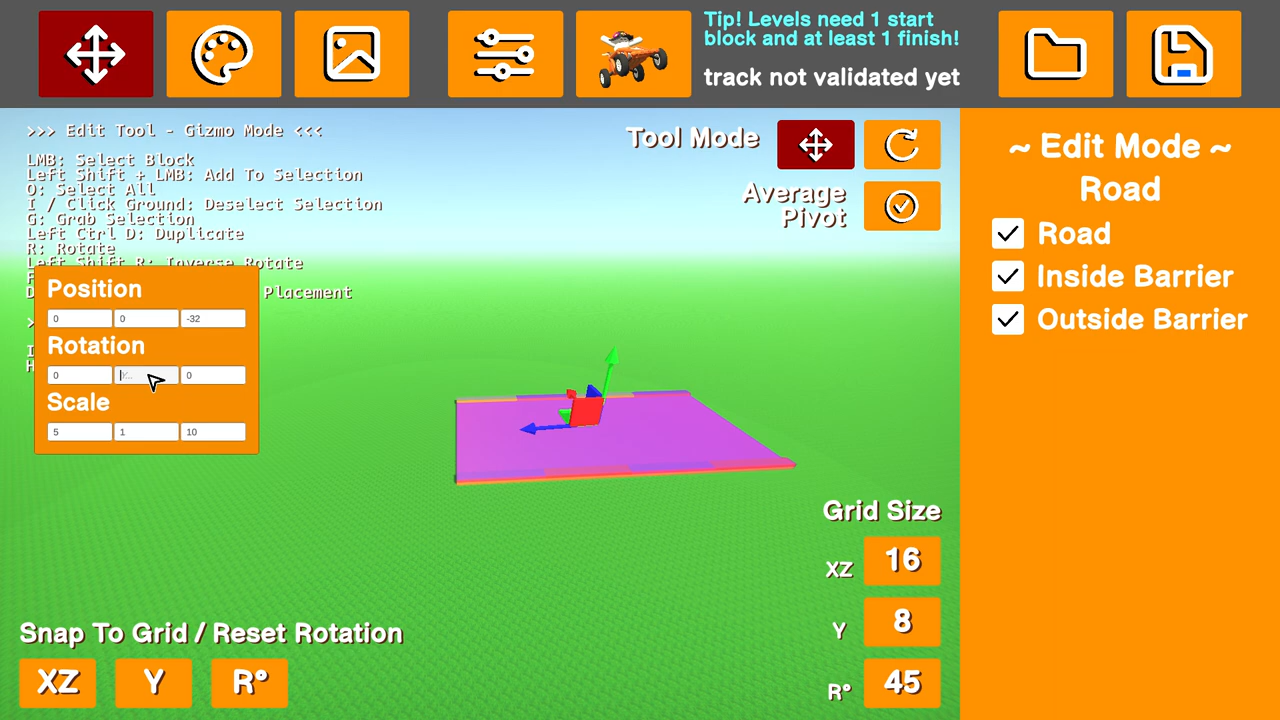 Tip! Levels need 1 start
block and at least 1 finish!
track not validated yet
>>> Edit Tool - Gizmo Mode <<<
LMB: Select Block
Left Shift + LMB: Add To Selection
O: Select All
I / Click Ground: Deselect Selection
G: Grab Selection
Left Ctrl D: Duplicate
R: Rotate
Left Shift R: Inverse Rotate
Placement
Position
0 0 -32
Rotation
0 0
Scale
5 1 10
Tool Mode
Average
Pivot
~ Edit Mode ~
Road
Road
Inside Barrier
Outside Barrier
Grid Size
XZ 16
Y 8
R° 45
Snap To Grid / Reset Rotation
XZ Y R°